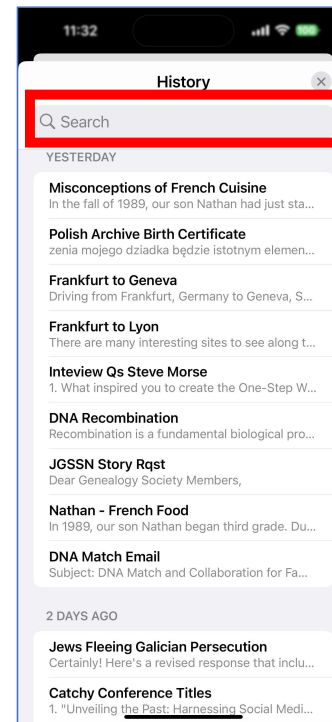 11:32
100
History
Search
YESTERDAY
Misconceptions of French Cuisine
In the fall of 1989, our son Nathan had just sta...
Polish Archive Birth Certificate
zenia mojego dziadka będzie istotnym elemen...
Frankfurt to Geneva
Driving from Frankfurt, Germany to Geneva, S...
Frankfurt to Lyon
There are many interesting sites to see along t...
Inteview Qs Steve Morse
1. What inspired you to create the One-Step W...
DNA Recombination
Recombination is a fundamental biological pro...
JGSSN Story Rqst
Dear Genealogy Society Members,
Nathan - French Food
In 1989, our son Nathan began third grade. Du...
DNA Match Email
Subject: DNA Match and Collaboration for Fa...
2 DAYS AGO
Jews Fleeing Galician Persecution
Certainly! Here's a revised response that inclu...
Catchy Conference Titles
1. "Unveiling the Past: Harnessing Social Medi...